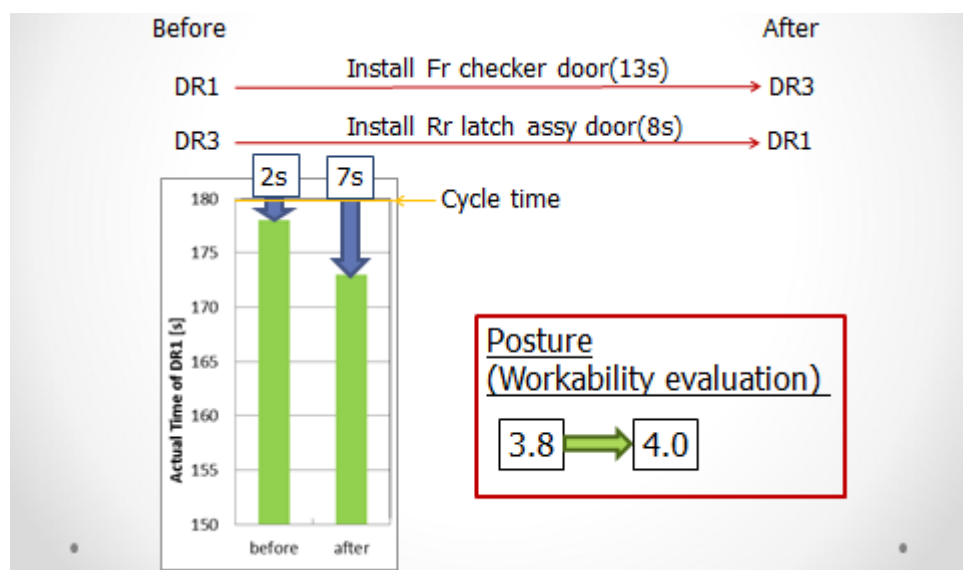 Before
After
DR1
Install Fr checker door(13s)
DR3
DR3
Install Rr latch assy door(8s)
DR1
2s
7s
Cycle time
180
175
170
165
160
155
150
Actual Time of DR1 [s]
before
after
Posture
(Workability evaluation)
3.8
4.0